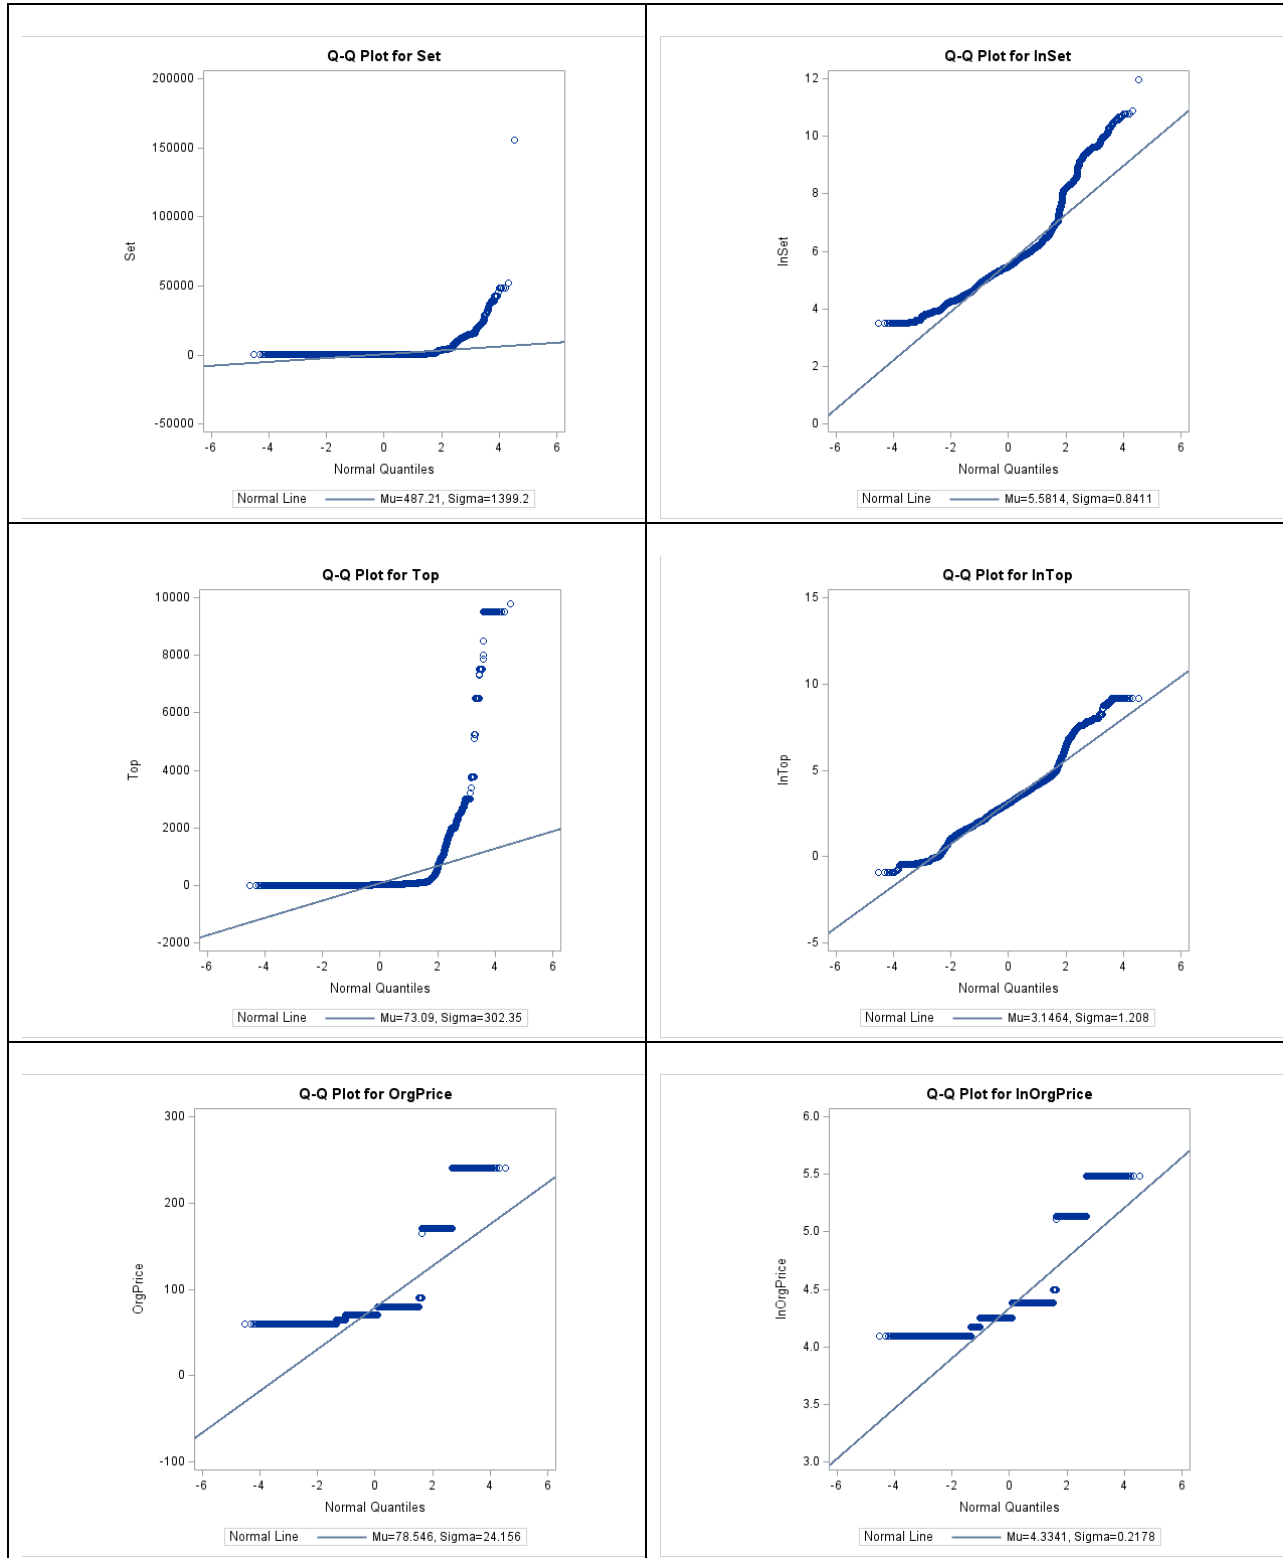 Q-Q Plot for Set
200000
150000
100000
50000
0
-50000
Set
-6 -4 -2 0 2 4 6
Normal Quantiles
Normal Line Mu=487.21, Sigma=1399.2
Q-Q Plot for lnSet
12
10
8
6
4
2
0
lnSet
-6 -4 -2 0 2 4 6
Normal Quantiles
Normal Line Mu=5.5814, Sigma=0.8411
Q-Q Plot for Top
10000
8000
6000
4000
2000
0
-2000
Top
-6 -4 -2 0 2 4 6
Normal Quantiles
Normal Line Mu=73.09, Sigma=302.35
Q-Q Plot for lnTop
15
10
5
0
-5
lnTop
-6 -4 -2 0 2 4 6
Normal Quantiles
Normal Line Mu=3.1464, Sigma=1.208
Q-Q Plot for OrgPrice
300
200
100
0
-100
OrgPrice
-6 -4 -2 0 2 4 6
Normal Quantiles
Normal Line Mu=78.546, Sigma=24.156
Q-Q Plot for lnOrgPrice
6.0
5.5
5.0
4.5
4.0
3.5
3.0
lnOrgPrice
-6 -4 -2 0 2 4 6
Normal Quantiles
Normal Line Mu=4.3341, Sigma=0.2178